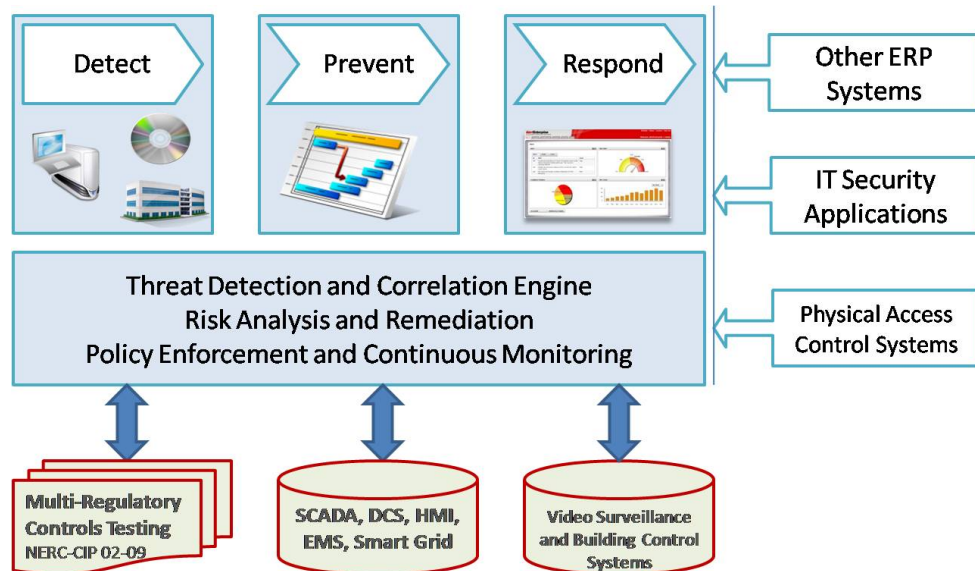 Detect
Prevent
Respond
Other ERP
Systems
IT Security
Applications
Threat Detection and Correlation Engine
Risk Analysis and Remediation
Policy Enforcement and Continuous Monitoring
Physical Access
Control Systems
Multi-Regulatory
Controls Testing
NERC-CIP 02-09
SCADA, DCS, HMI,
EMS, Smart Grid
Video Surveillance
and Building Control
Systems